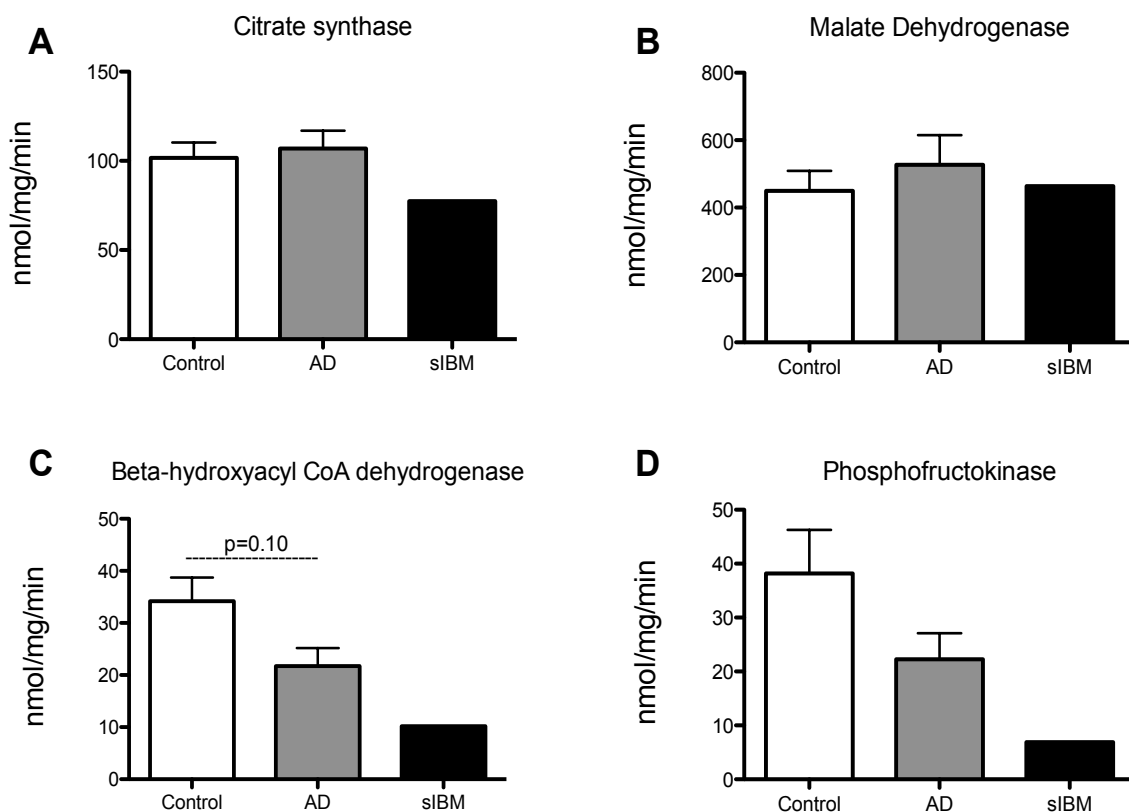 A
Citrate synthase
nmol/mg/min
150
100
50
0
Control AD sIBM
B
Malate Dehydrogenase
nmol/mg/min
800
600
400
200
0
Control AD sIBM
C
Beta-hydroxyacyl CoA dehydrogenase
nmol/mg/min
50
40
30
20
10
0
p=0.10
Control AD sIBM
D
Phosphofructokinase
nmol/mg/min
50
40
30
20
10
0
Control AD sIBM